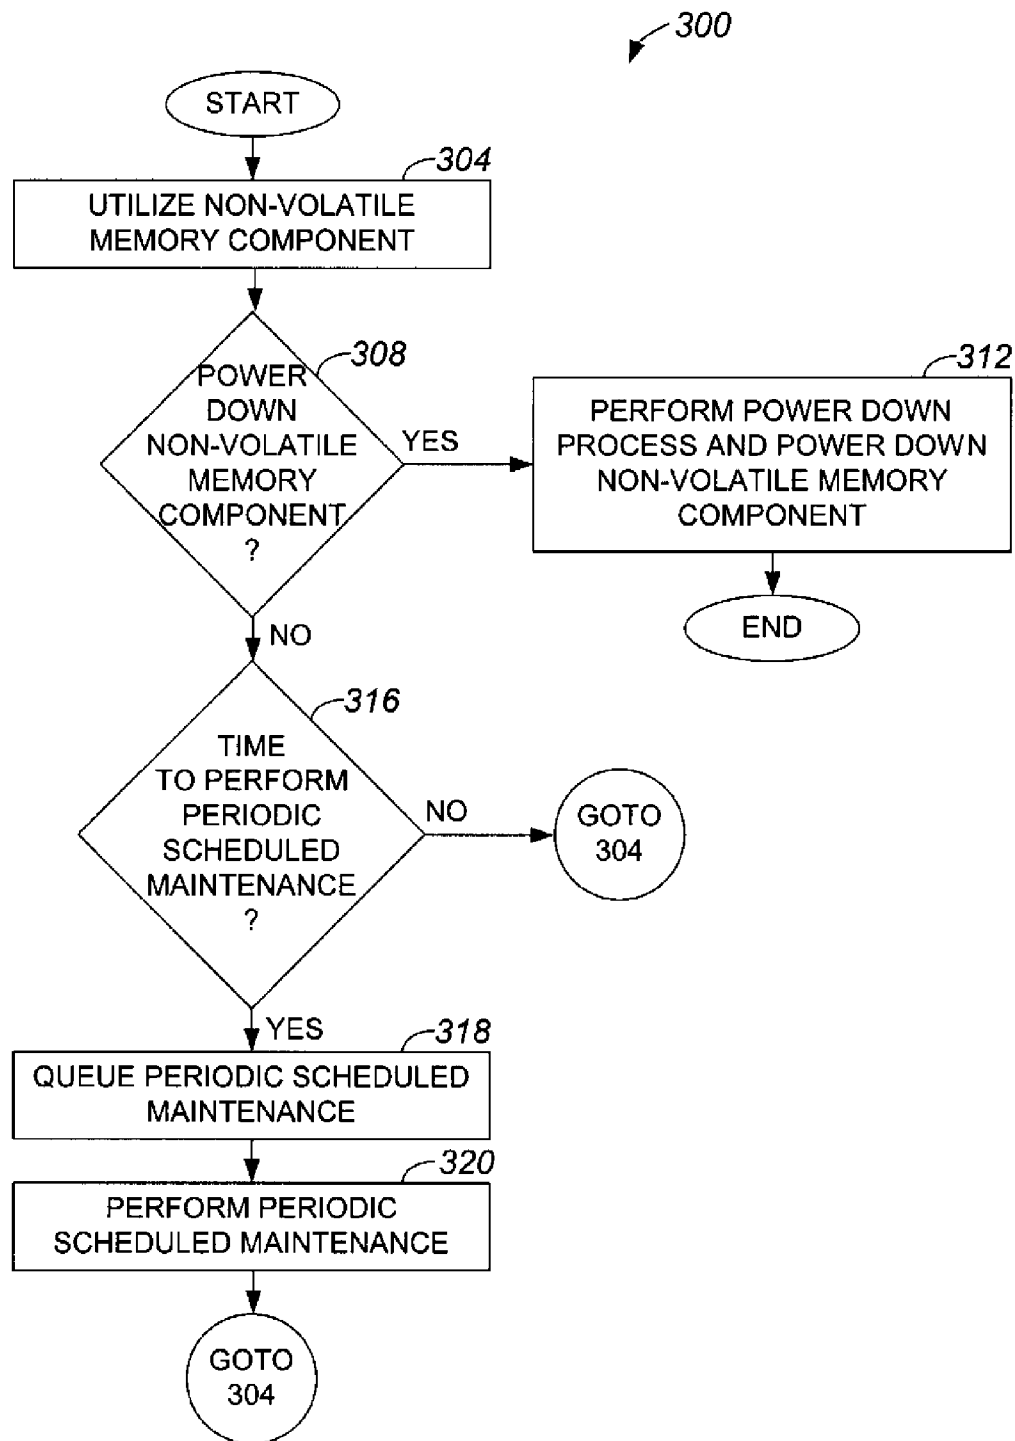 300
START
304
UTILIZE NON-VOLATILE
MEMORY COMPONENT
308
POWER
DOWN
NON-VOLATILE
MEMORY
COMPONENT
?
YES
312
PERFORM POWER DOWN
PROCESS AND POWER DOWN
NON-VOLATILE MEMORY
COMPONENT
END
NO
316
TIME
TO PERFORM
PERIODIC
SCHEDULED
MAINTENANCE
?
NO
GOTO
304
YES
318
QUEUE PERIODIC SCHEDULED
MAINTENANCE
320
PERFORM PERIODIC
SCHEDULED MAINTENANCE
GOTO
304